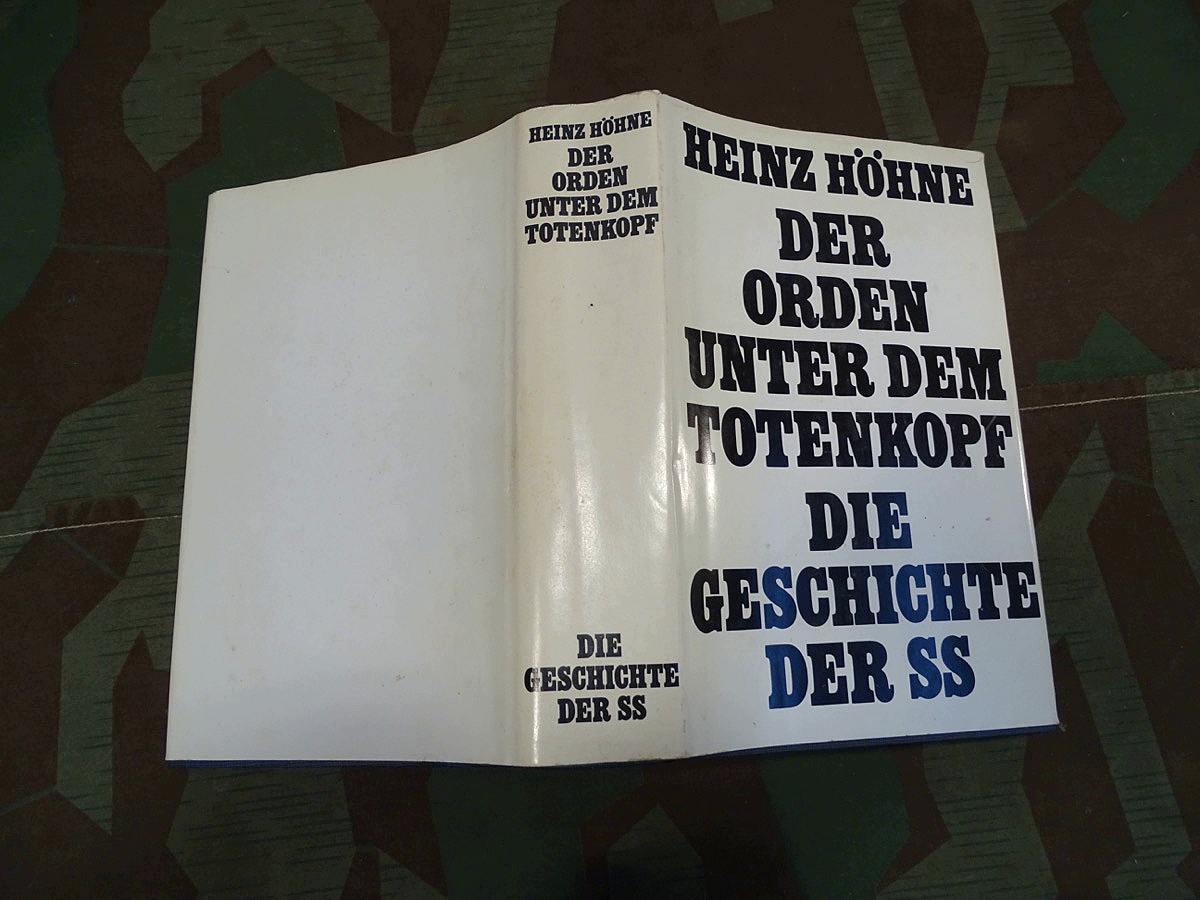 HEINZ HÖHNE
DER
ORDEN
UNTER DEM
TOTENKOPF
DIE
GESCHICHTE
DER SS
HEINZ HÖHNE
DER
ORDEN
UNTER DEM
TOTENKOPF
DIE
GESCHICHTE
DER SS